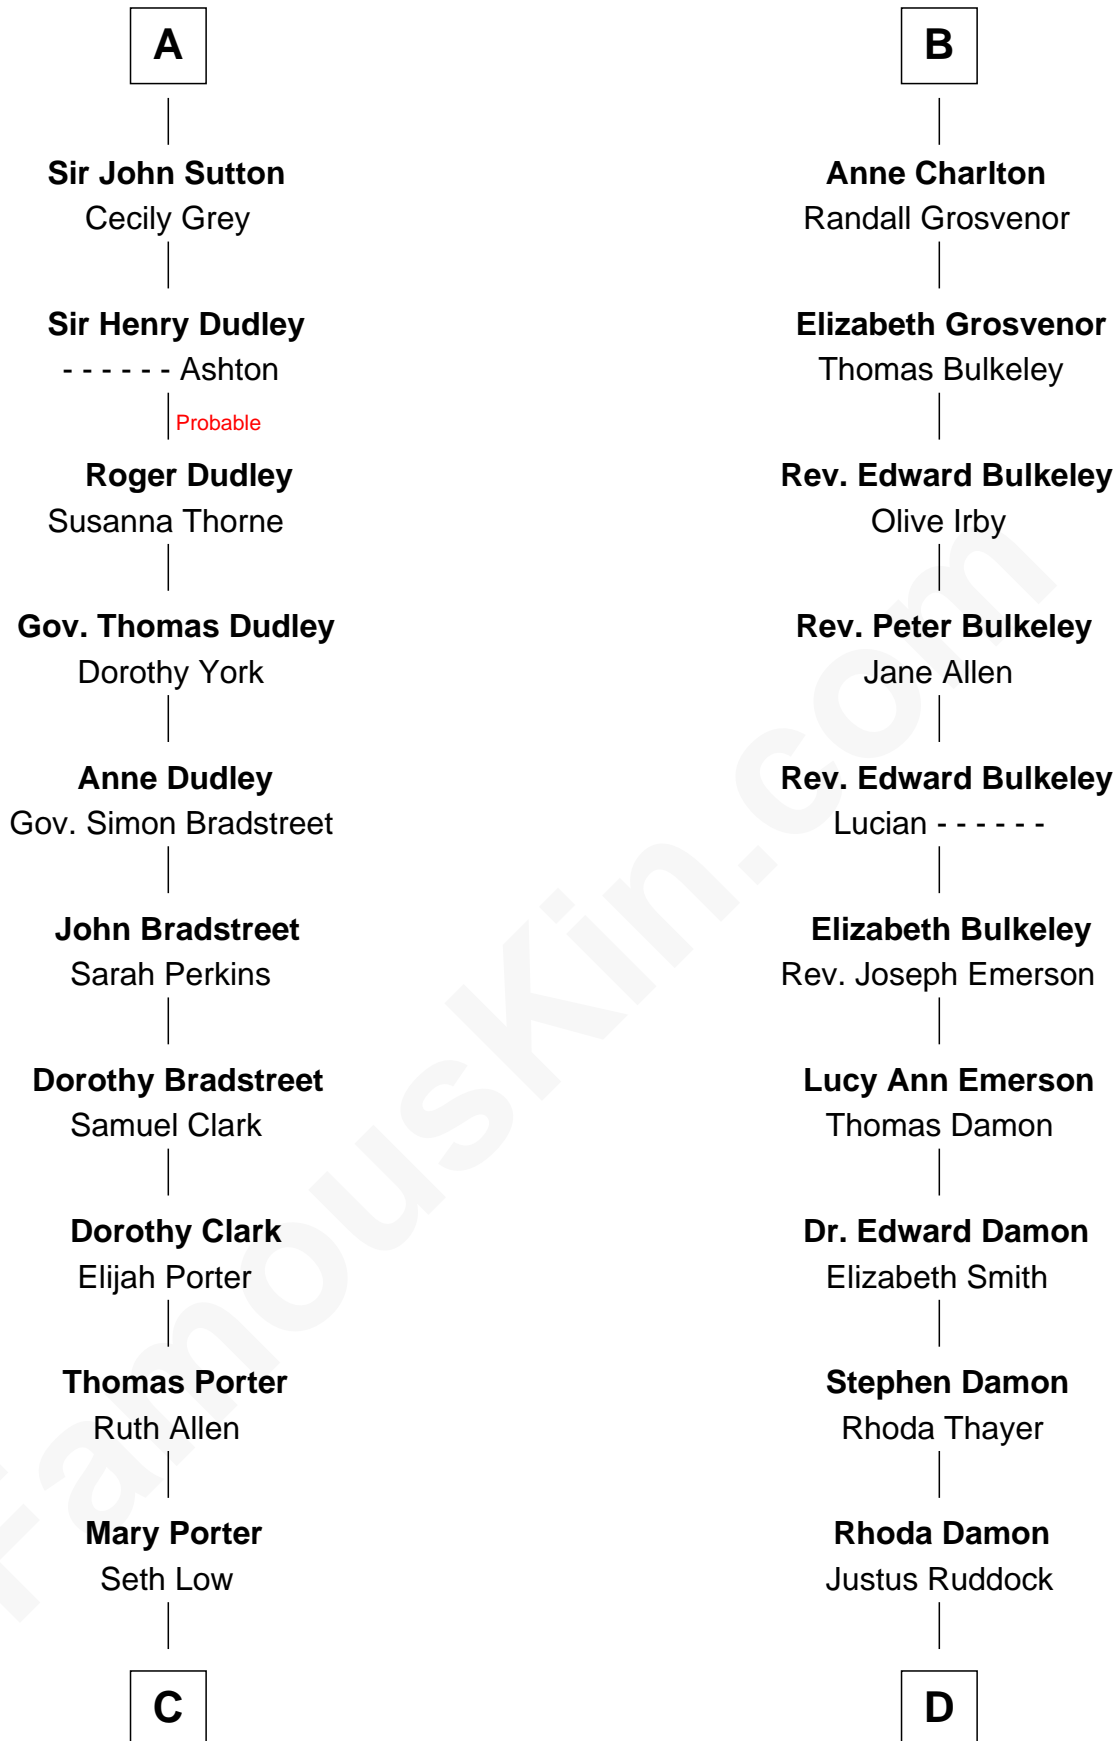 A
Sir John Sutton
Cecily Grey
Sir Henry Dudley
- - - - - - Ashton
Probable
Roger Dudley
Susanna Thorne
Gov. Thomas Dudley
Dorothy York
Anne Dudley
Gov. Simon Bradstreet
John Bradstreet
Sarah Perkins
Dorothy Bradstreet
Samuel Clark
Dorothy Clark
Elijah Porter
Thomas Porter
Ruth Allen
Mary Porter
Seth Low
C
B
Anne Charlton
Randall Grosvenor
Elizabeth Grosvenor
Thomas Bulkeley
Rev. Edward Bulkeley
Olive Irby
Rev. Peter Bulkeley
Jane Allen
Rev. Edward Bulkeley
Lucian - - - - - -
Elizabeth Bulkeley
Rev. Joseph Emerson
Lucy Ann Emerson
Thomas Damon
Dr. Edward Damon
Elizabeth Smith
Stephen Damon
Rhoda Thayer
Rhoda Damon
Justus Ruddock
D
FamousKin.com